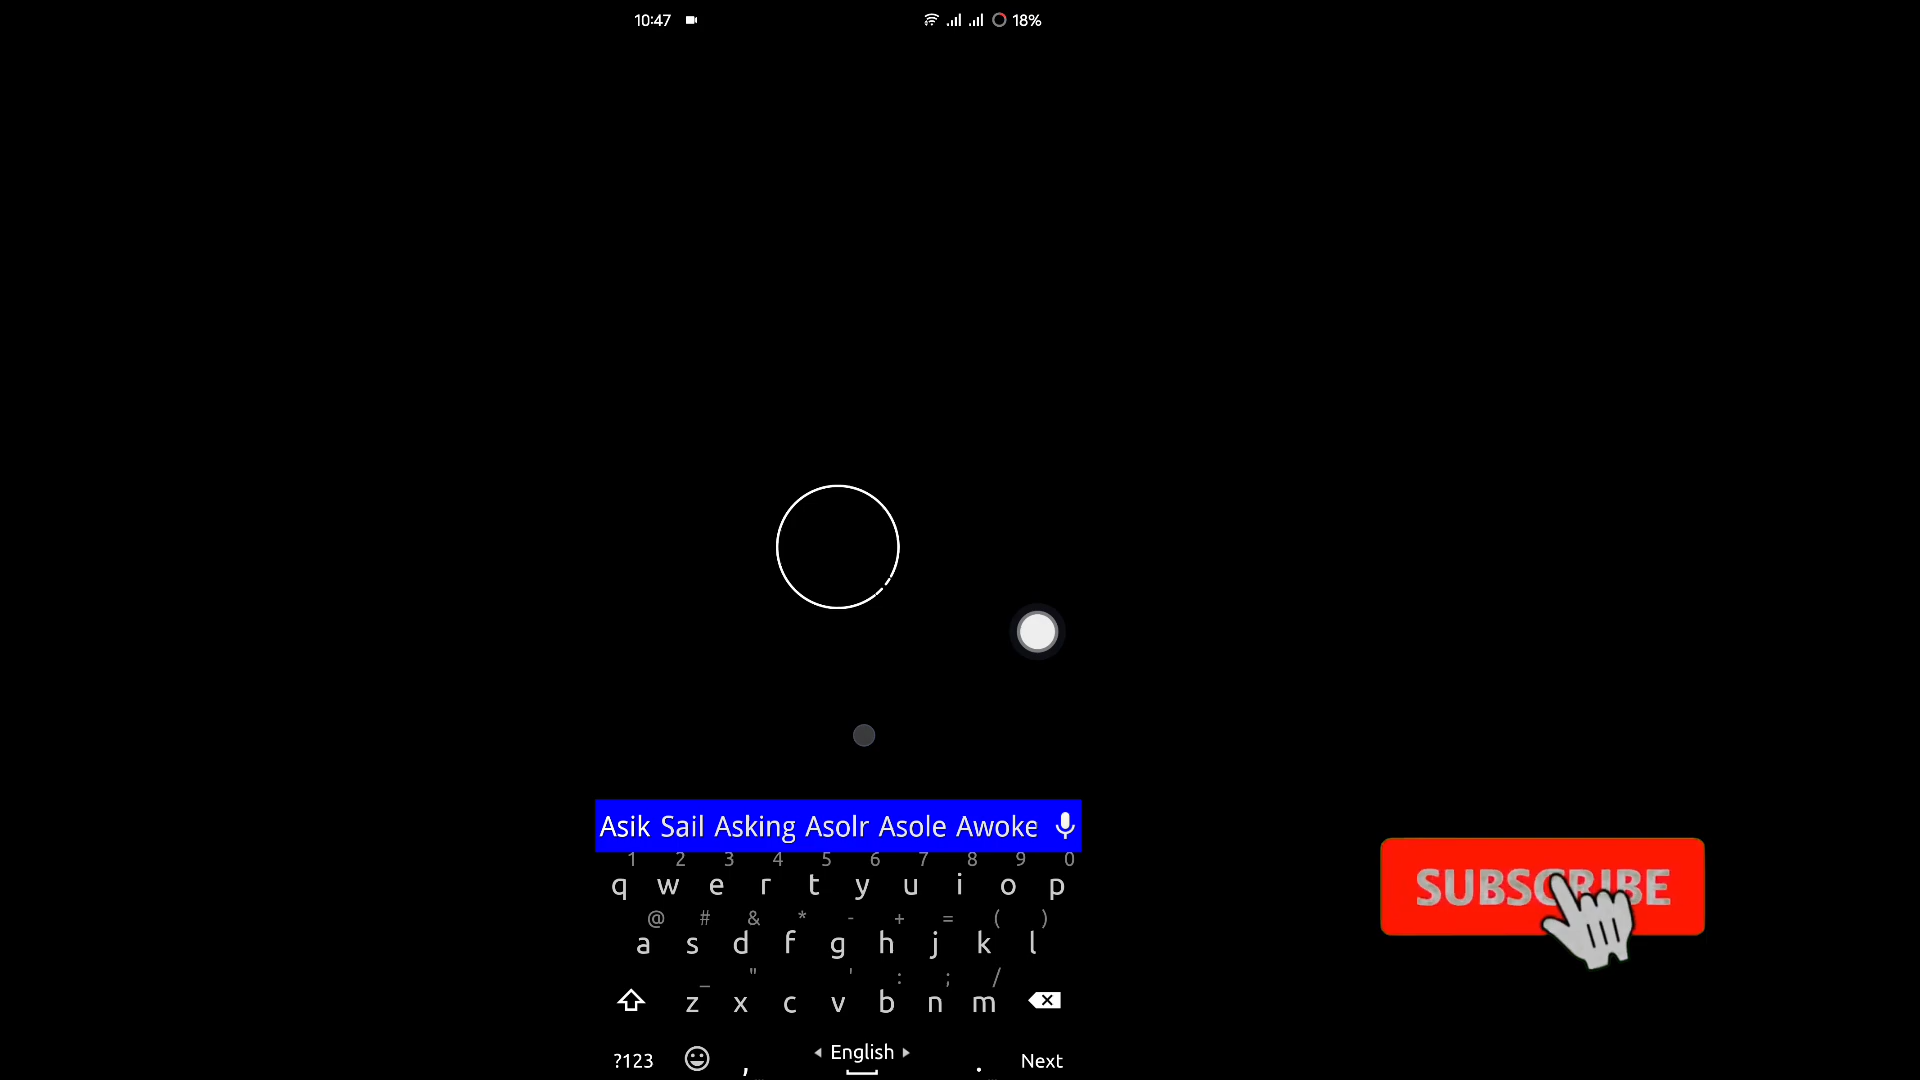 10:47 18%
Asik Sail Asking Asolr Asole Awoke
1 2 3 4 5 6 7 8 9 0
q w e r t y u i o p
@ # & * - + = ( )
a s d f g h j k l
_ " ' : ; /
z x c v b n m
?123 , English . Next
SUBSCRIBE